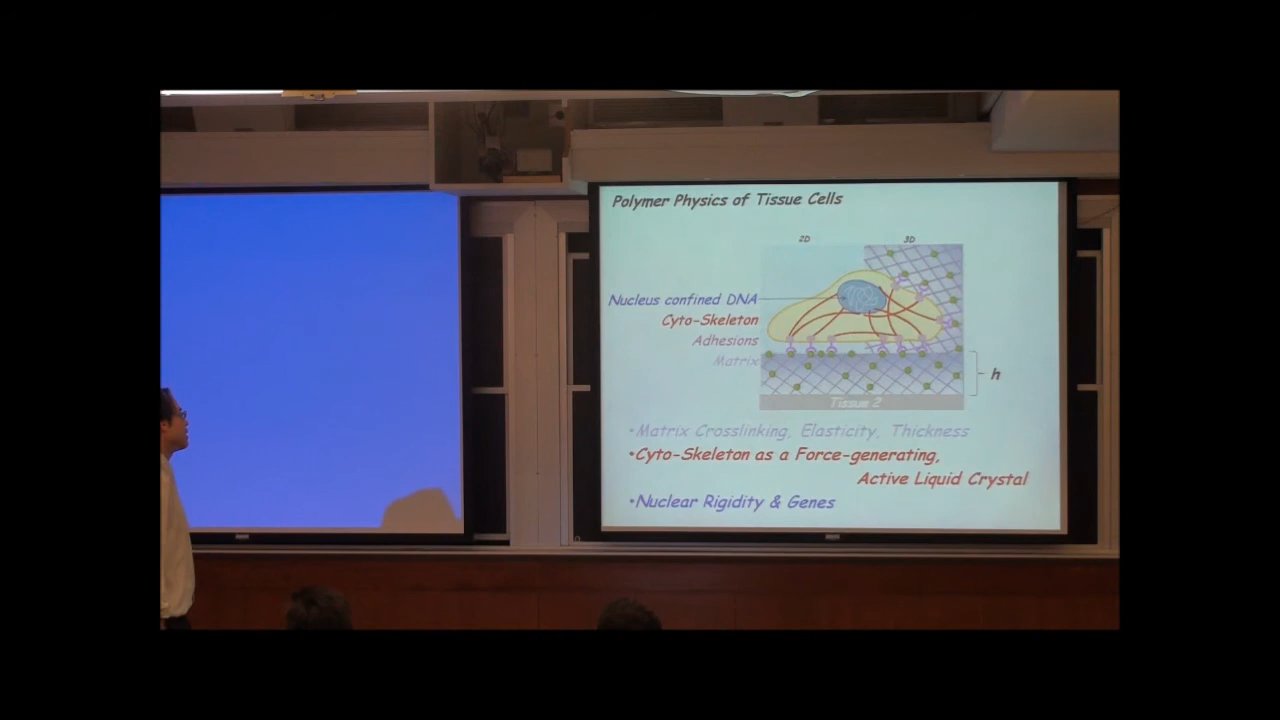 Polymer Physics of Tissue Cells
2D 3D
Nucleus confined DNA
Cyto-Skeleton
Adhesions
Matrix
h
Tissue 2
•Matrix Crosslinking, Elasticity, Thickness
•Cyto-Skeleton as a Force-generating,
Active Liquid Crystal
•Nuclear Rigidity & Genes